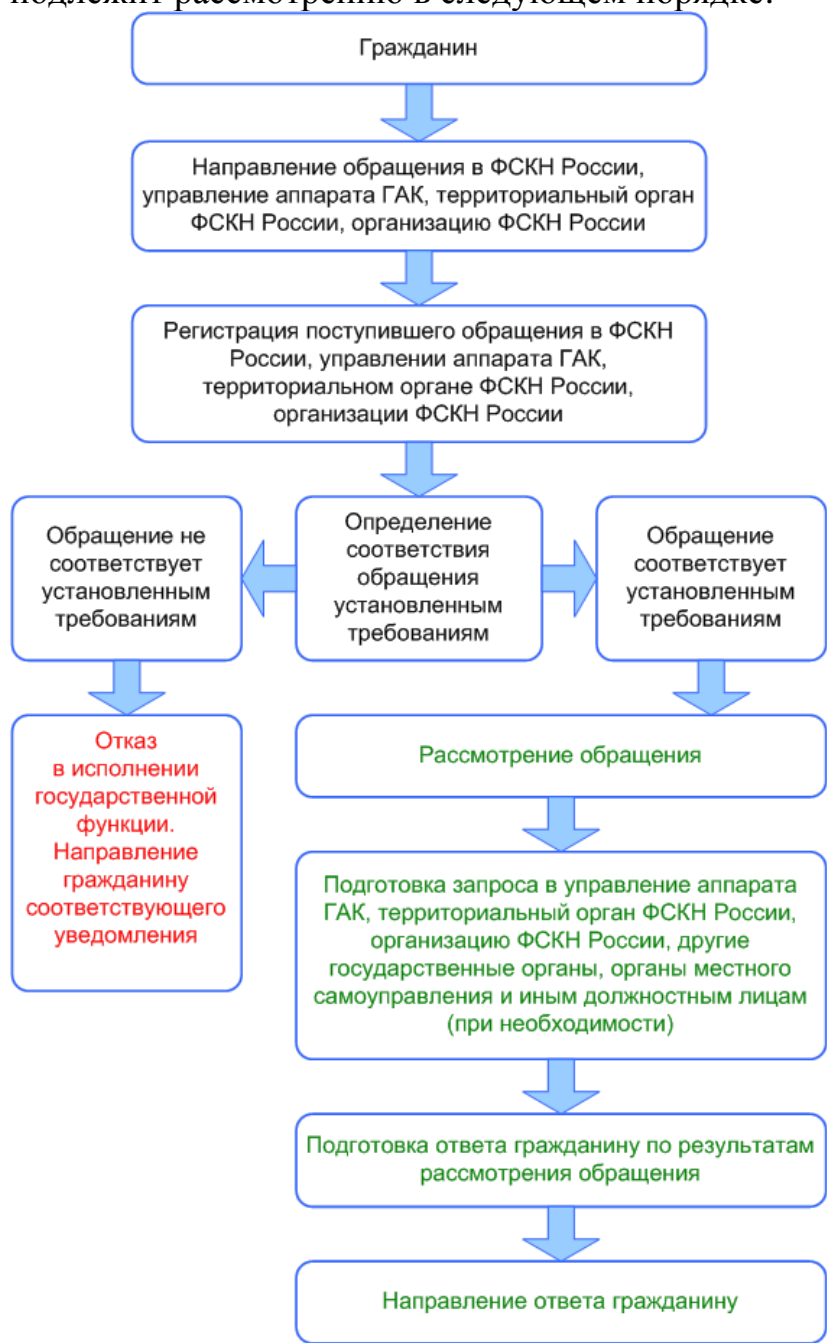 подлежит рассмотрению в следующем порядке:
Гражданин
Направление обращения в ФСКН России,
управление аппарата ГАК, территориальный орган
ФСКН России, организацию ФСКН России
Регистрация поступившего обращения в ФСКН
России, управлении аппарата ГАК,
территориальном органе ФСКН России,
организации ФСКН России
Обращение не
соответствует
установленным
требованиям
Определение
соответствия
обращения
установленным
требованиям
Обращение
соответствует
установленным
требованиям
Отказ
в исполнении
государственной
функции.
Направление
гражданину
соответствующего
уведомления
Рассмотрение обращения
Подготовка запроса в управление аппарата
ГАК, территориальный орган ФСКН России,
организацию ФСКН России, другие
государственные органы, органы местного
самоуправления и иным должностным лицам
(при необходимости)
Подготовка ответа гражданину по результатам
рассмотрения обращения
Направление ответа гражданину